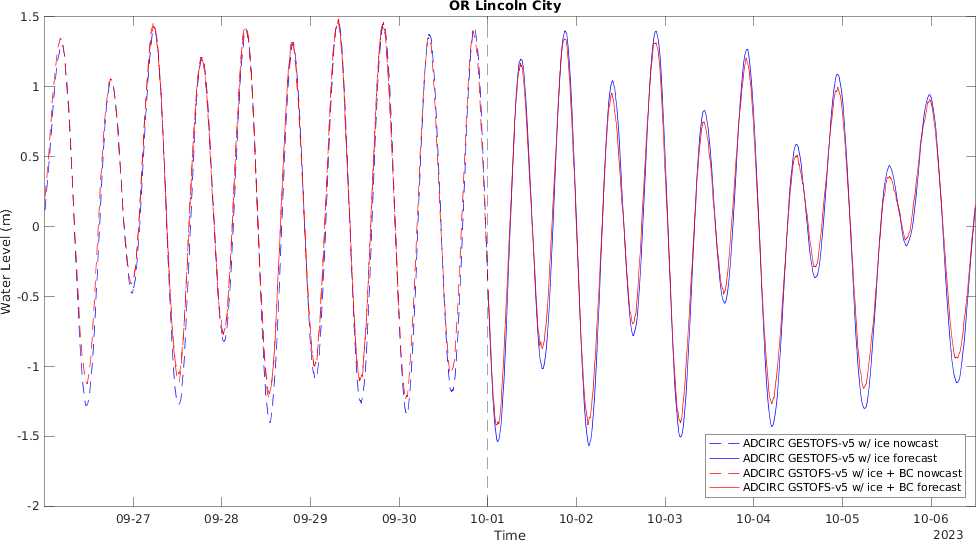 OR Lincoln City
1.5
1
0.5
0
-0.5
-1
-1.5
-2
Water Level (m)
ADCIRC GESTOFS-v5 w/ ice nowcast
ADCIRC GESTOFS-v5 w/ ice forecast
ADCIRC GSTOFS-v5 w/ ice + BC nowcast
ADCIRC GSTOFS-v5 w/ ice + BC forecast
09-27 09-28 09-29 09-30 10-01 10-02 10-03 10-04 10-05 10-06
Time
2023